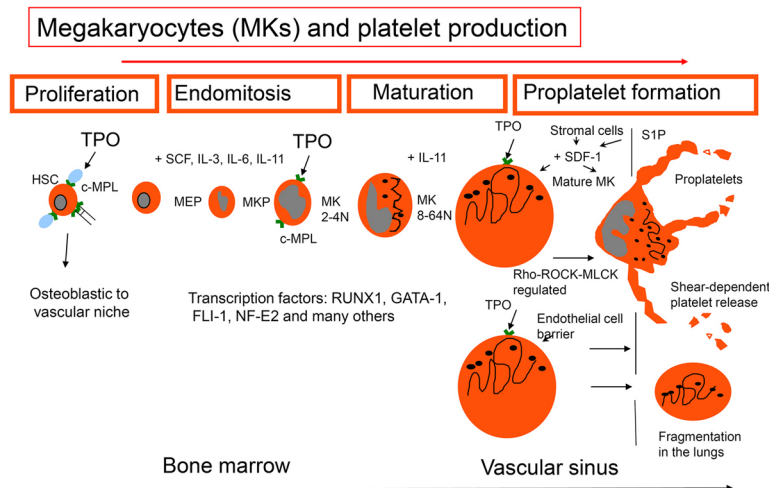 Megakaryocytes (MKs) and platelet production
Proliferation
Endomitosis
Maturation
Proplatelet formation
TPO
HSC
c-MPL
Osteoblastic to
vascular niche
+ SCF, IL-3, IL-6, IL-11
MEP
MKP
TPO
c-MPL
MK
2-4N
+ IL-11
MK
8-64N
Transcription factors: RUNX1, GATA-1,
FLI-1, NF-E2 and many others
TPO
Stromal cells
+ SDF-1
Mature MK
S1P
Proplatelets
Rho-ROCK-MLCK
regulated
Shear-dependent
platelet release
TPO
Endothelial cell
barrier
Fragmentation
in the lungs
Bone marrow
Vascular sinus